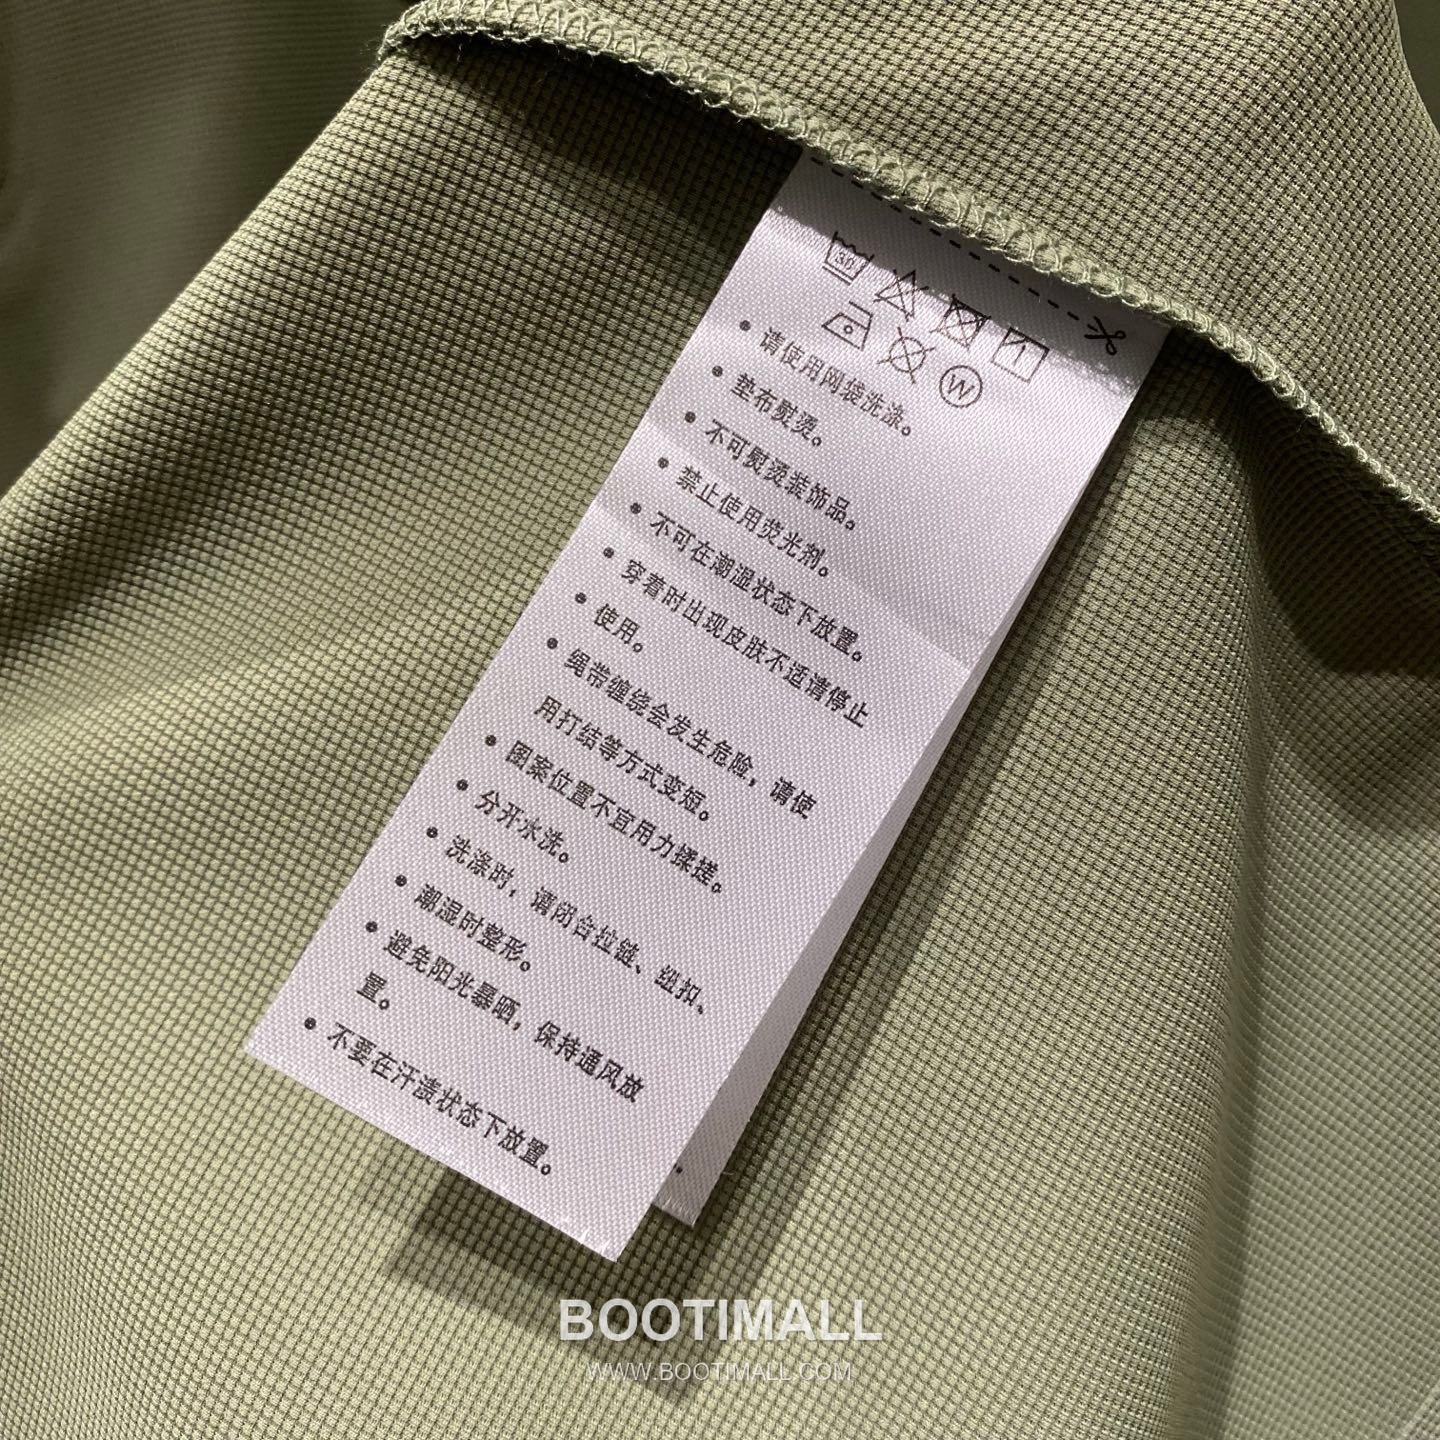 30
W
• 请使用网袋洗涤。
• 垫布熨烫。
• 不可熨烫装饰品。
• 禁止使用荧光剂。
• 不可在潮湿状态下放置。
• 穿着时出现皮肤不适请停止
• 使用。
• 绳带缠绕会发生危险，请使
用打结等方式变短。
• 图案位置不宜用力揉搓。
• 分开水洗。
• 洗涤时，请闭合拉链、纽扣、
• 潮湿时整形。
• 避免阳光暴晒，保持通风放
置。
• 不要在汗渍状态下放置。
BOOTIMALL
WWW.BOOTIMALL.COM